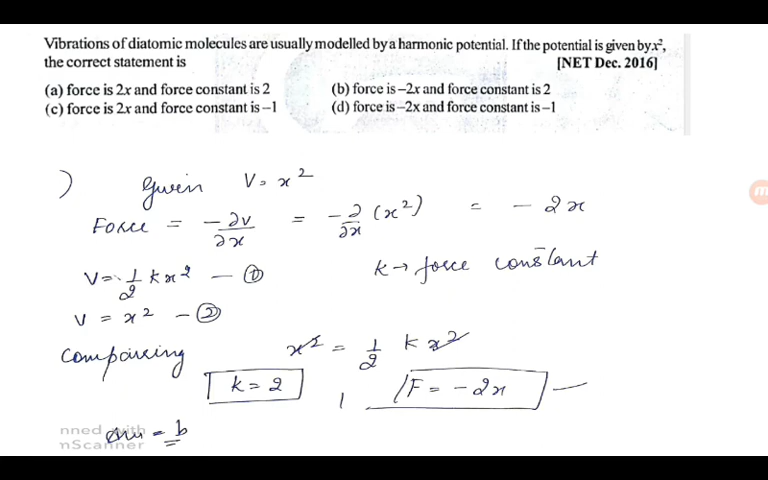 Vibrations of diatomic molecules are usually modelled by a harmonic potential. If the potential is given by x²,
the correct statement is [NET Dec. 2016]
(a) force is 2x and force constant is 2 (b) force is –2x and force constant is 2
(c) force is 2x and force constant is –1 (d) force is –2x and force constant is –1
) Given V = x²
Force = -∂V/∂x = -∂/∂x (x²) = - 2x
V = 1/2 kx² — ① k → force constant
V = x² — ②
Comparing x² = 1/2 k x²
k = 2 , F = -2x —
nned with
nScanner
Ans = b
m